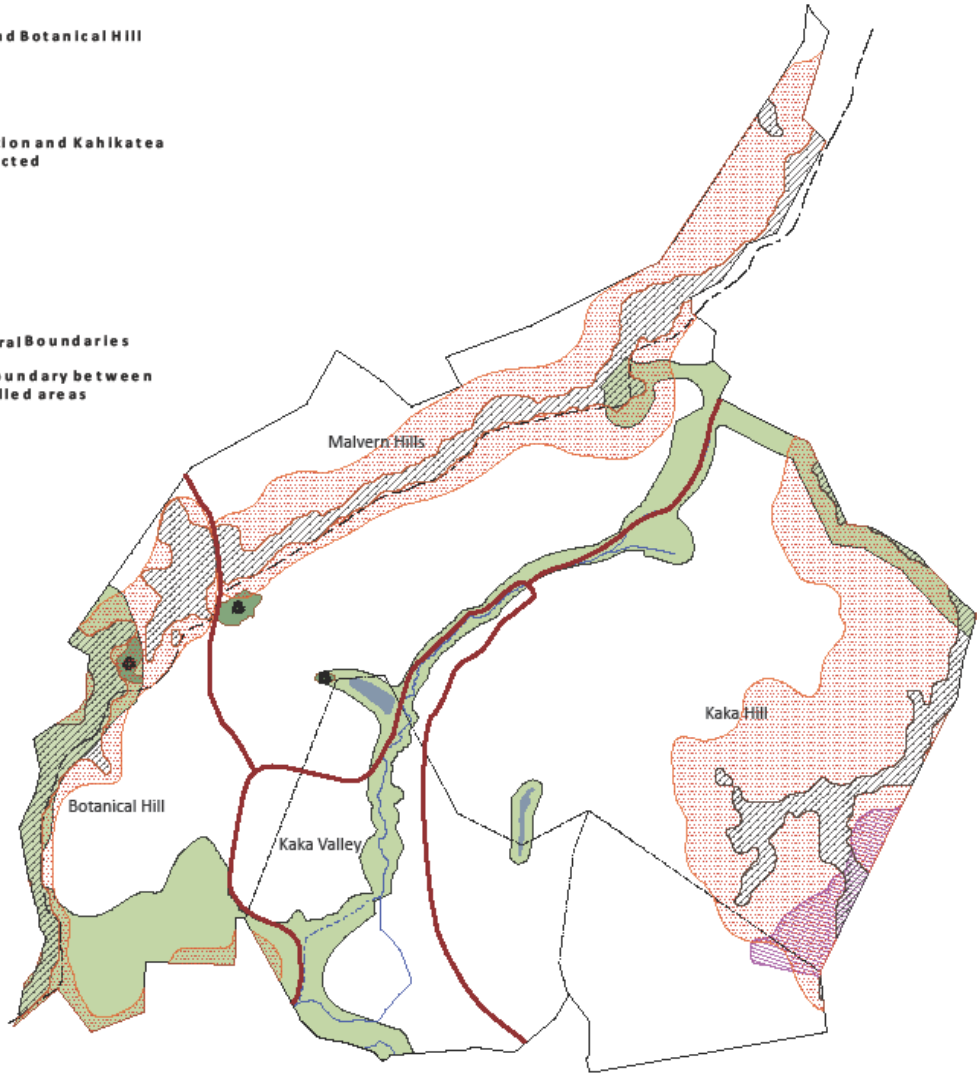 nd Botanical Hill
ion and Kahikatea
cted
ral Boundaries
undary between
lled areas
Malvern Hills
Kaka Hill
Botanical Hill
Kaka Valley